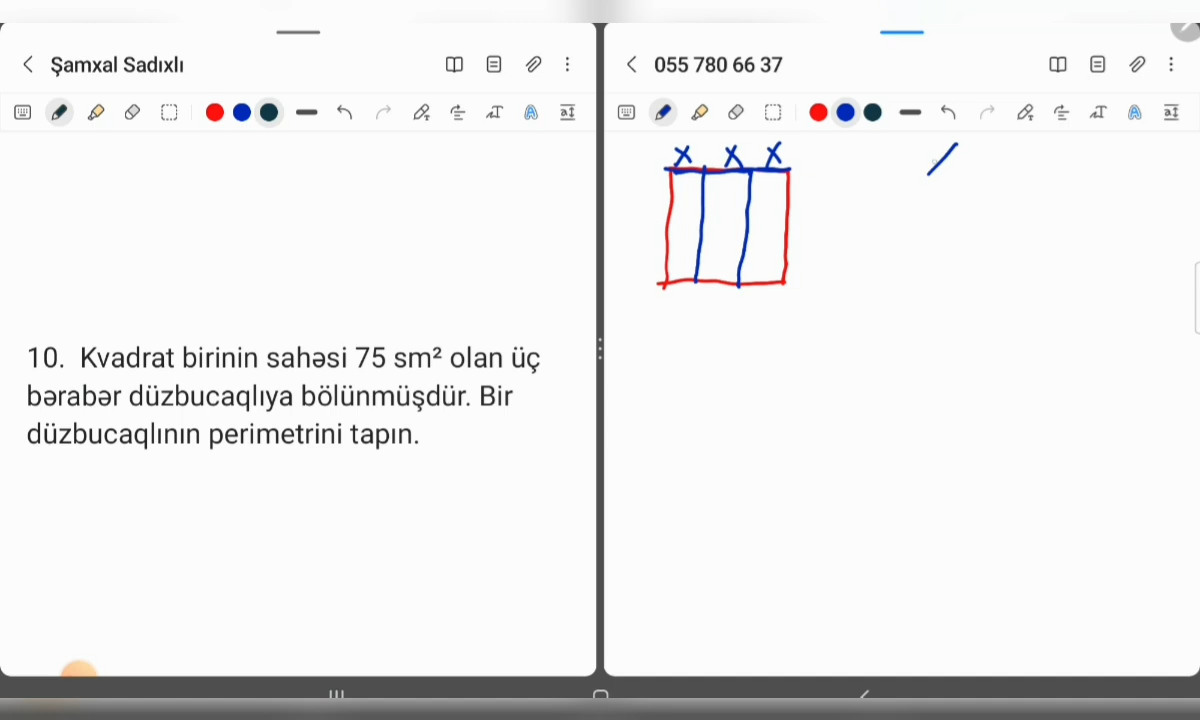 Şamxal Sadıxlı
055 780 66 37
x x x
10. Kvadrat birinin sahəsi 75 sm² olan üç
bərabər düzbucaqlıya bölünmüşdür. Bir
düzbucaqlının perimetrini tapın.